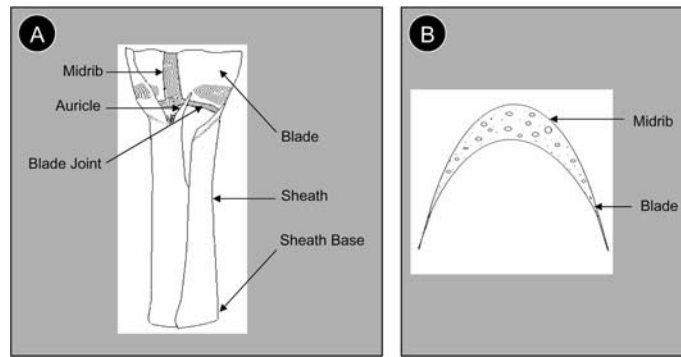 A
Midrib
Auricle
Blade Joint
Blade
Sheath
Sheath Base
B
Midrib
Blade